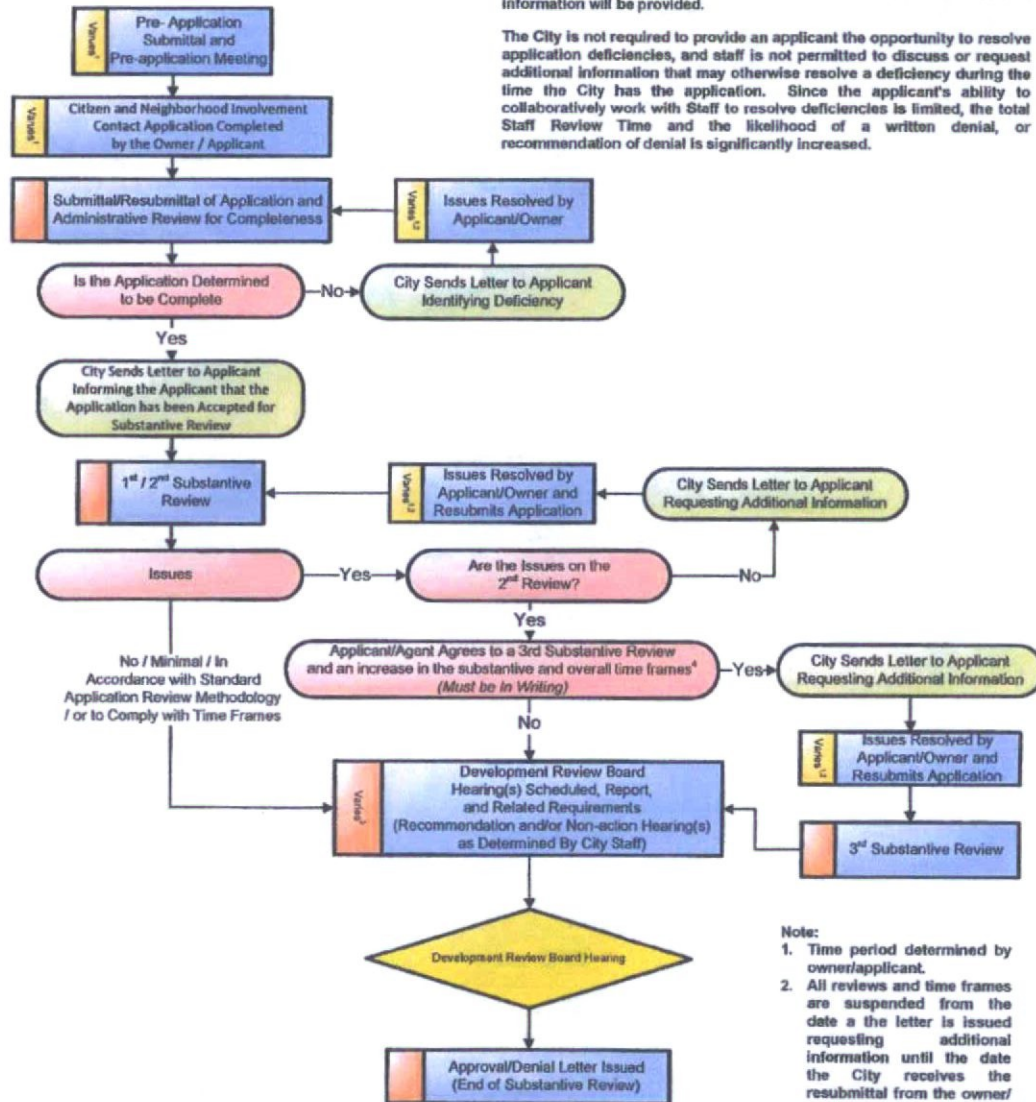 information will be provided.
The City is not required to provide an applicant the opportunity to resolve
application deficiencies, and staff is not permitted to discuss or request
additional information that may otherwise resolve a deficiency during the
time the City has the application. Since the applicant's ability to
collaboratively work with Staff to resolve deficiencies is limited, the total
Staff Review Time and the likelihood of a written denial, or
recommendation of denial is significantly increased.
Varies¹
Pre- Application
Submittal and
Pre-application Meeting
Varies¹
Citizen and Neighborhood Involvement
Contact Application Completed
by the Owner / Applicant
Submittal/Resubmittal of Application and
Administrative Review for Completeness
Varies¹,²
Issues Resolved by
Applicant/Owner
Is the Application Determined
to be Complete
No
City Sends Letter to Applicant
Identifying Deficiency
Yes
City Sends Letter to Applicant
Informing the Applicant that the
Application has been Accepted for
Substantive Review
1st / 2nd Substantive
Review
Varies¹,²
Issues Resolved by
Applicant/Owner and
Resubmits Application
City Sends Letter to Applicant
Requesting Additional Information
Issues
Yes
Are the Issues on the
2nd Review?
No
Yes
No / Minimal / In
Accordance with Standard
Application Review Methodology
/ or to Comply with Time Frames
Applicant/Agent Agrees to a 3rd Substantive Review
and an increase in the substantive and overall time frames⁴
(Must be in Writing)
Yes
City Sends Letter to Applicant
Requesting Additional Information
No
Varies¹,²
Issues Resolved by
Applicant/Owner and
Resubmits Application
Varies³
Development Review Board
Hearing(s) Scheduled, Report,
and Related Requirements
(Recommendation and/or Non-action Hearing(s)
as Determined By City Staff)
3rd Substantive Review
Development Review Board Hearing
Approval/Denial Letter Issued
(End of Substantive Review)
Note:
1. Time period determined by
owner/applicant.
2. All reviews and time frames
are suspended from the
date a the letter is issued
requesting additional
information until the date
the City receives the
resubmittal from the owner/